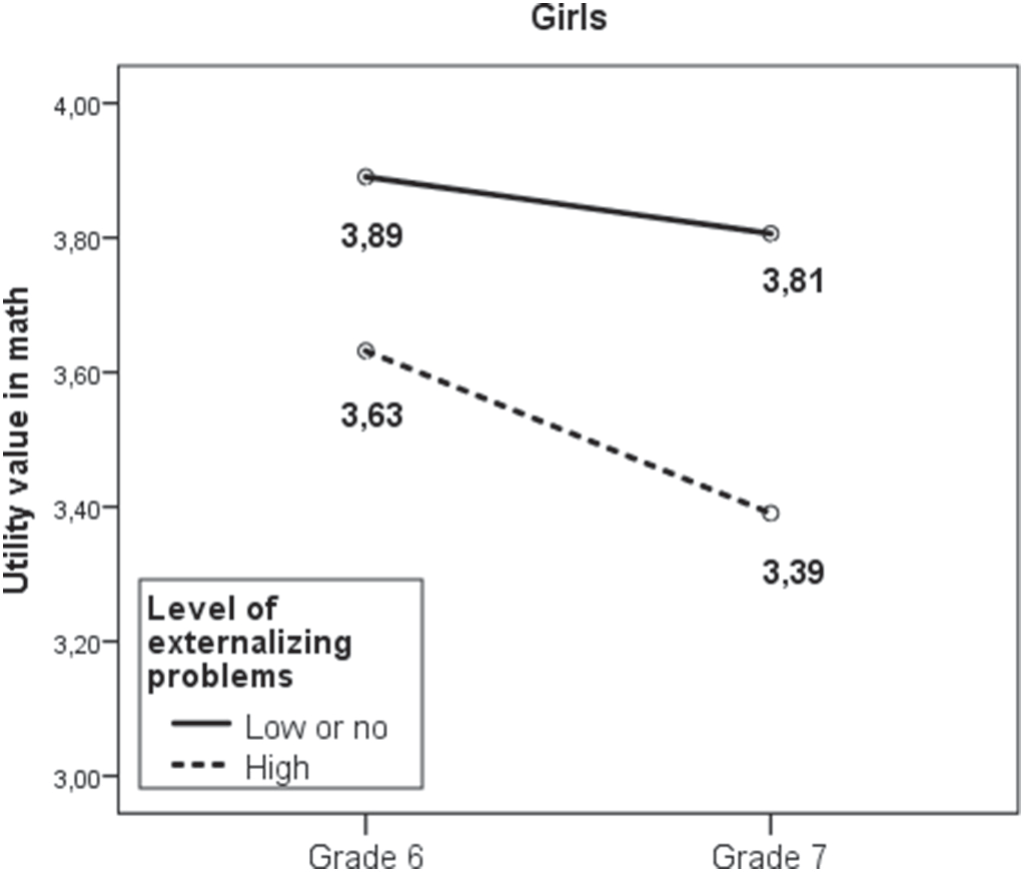 Girls
Utility value in math
4,00
3,80
3,60
3,40
3,20
3,00
3,89
3,81
3,63
3,39
Level of
externalizing
problems
Low or no
High
Grade 6
Grade 7